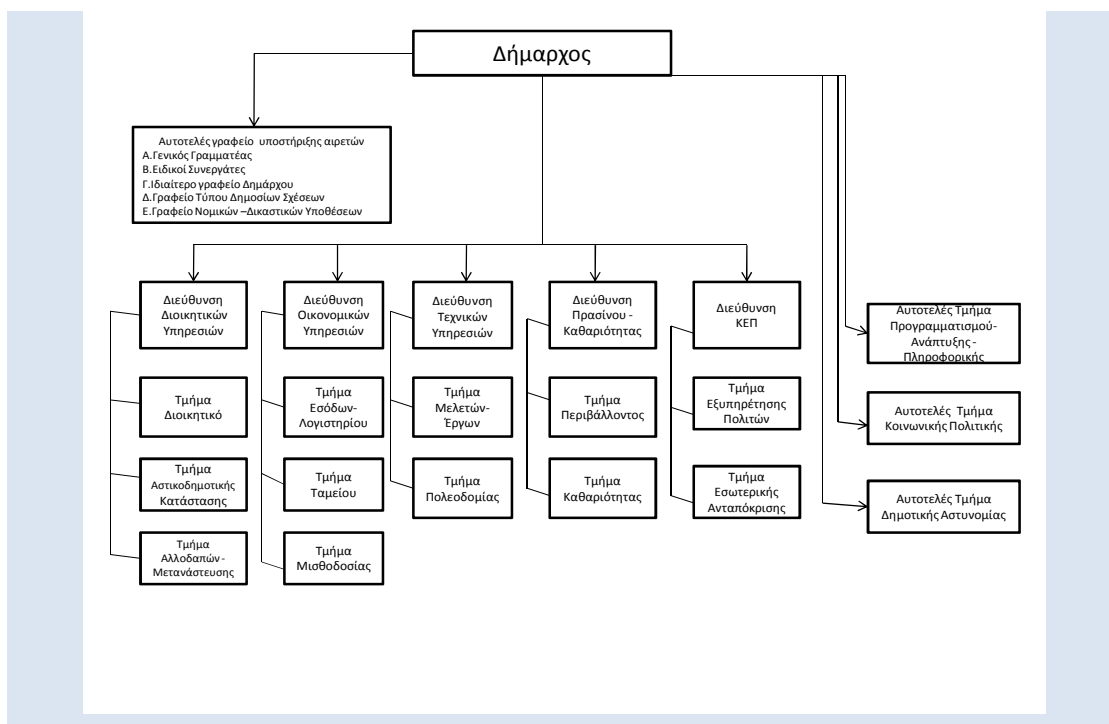 Δήμαρχος
Αυτοτελές γραφείο υποστήριξης αιρετών
Α.Γενικός Γραμματέας
Β.Ειδικοί Συνεργάτες
Γ.Ιδιαίτερο γραφείο Δημάρχου
Δ.Γραφείο Τύπου Δημοσίων Σχέσεων
Ε.Γραφείο Νομικών –Δικαστικών Υποθέσεων
Διεύθυνση
Διοικητικών
Υπηρεσιών
Διεύθυνση
Οικονομικών
Υπηρεσιών
Διεύθυνση
Τεχνικών
Υπηρεσιών
Διεύθυνση
Πρασίνου -
Καθαριότητας
Διεύθυνση
ΚΕΠ
Αυτοτελές Τμήμα
Προγραμματισμού-
Ανάπτυξης -
Πληροφορικής
Τμήμα
Διοικητικό
Τμήμα
Εσόδων-
Λογιστηρίου
Τμήμα
Μελετών-
Έργων
Τμήμα
Περιβάλλοντος
Τμήμα
Εξυπηρέτησης
Πολιτών
Αυτοτελές Τμήμα
Κοινωνικής Πολιτικής
Τμήμα
Αστικοδημοτικής
Κατάστασης
Τμήμα
Ταμείου
Τμήμα
Πολεοδομίας
Τμήμα
Καθαριότητας
Τμήμα
Εσωτερικής
Ανταπόκρισης
Αυτοτελές Τμήμα
Δημοτικής Αστυνομίας
Τμήμα
Αλλοδαπών -
Μετανάστευσης
Τμήμα
Μισθοδοσίας